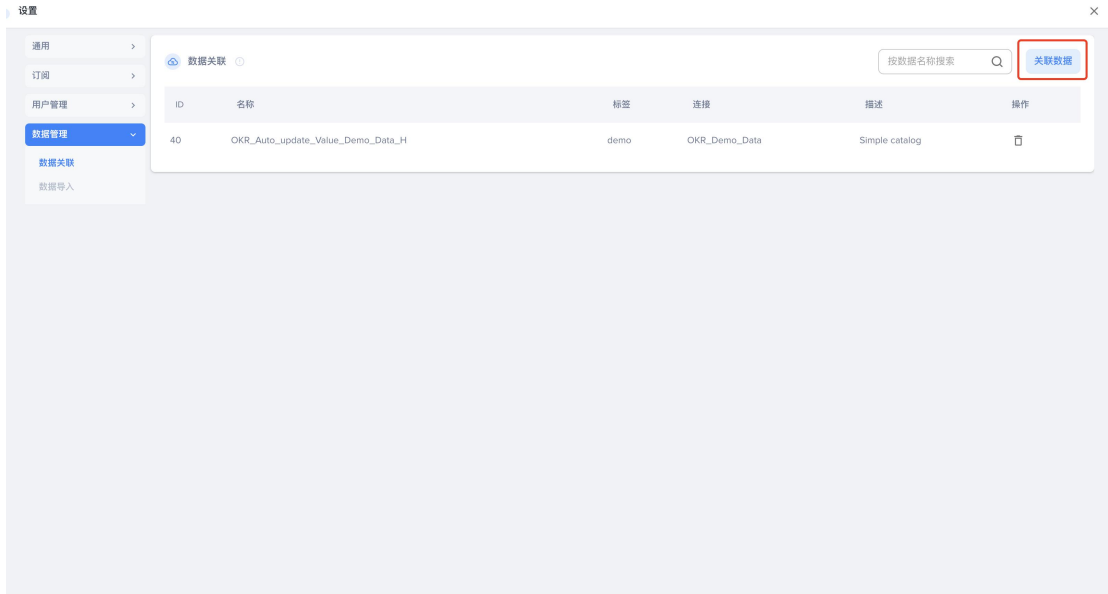 设置
通用
订阅
用户管理
数据管理
数据关联
数据导入
数据关联
按数据名称搜索
关联数据
ID 名称 标签 连接 描述 操作
40 OKR_Auto_update_Value_Demo_Data_H demo OKR_Demo_Data Simple catalog